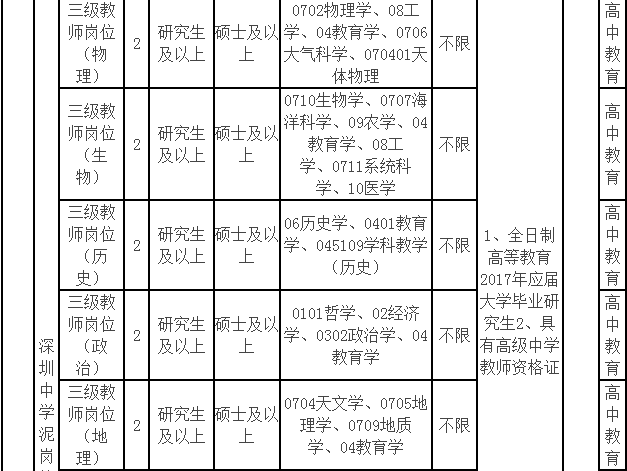 三级教
师岗位
（物
理）
2
研究生
及以上
硕士及以
上
0702物理学、08工
学、04教育学、0706
大气科学、070401天
体物理
不限
高
中
教
育
三级教
师岗位
（生
物）
2
研究生
及以上
硕士及以
上
0710生物学、0707海
洋科学、09农学、04
教育学、08工
学、0711系统科
学、10医学
不限
高
中
教
育
三级教
师岗位
（历
史）
2
研究生
及以上
硕士及以
上
06历史学、0401教育
学、045109学科教学
（历史）
不限
高
中
教
育
三级教
师岗位
（政
治）
2
研究生
及以上
硕士及以
上
0101哲学、02经济
学、0302政治学、04
教育学
不限
高
中
教
育
三级教
师岗位
（地
理）
2
研究生
及以上
硕士及以
上
0704天文学、0705地
理学、0709地质
学、04教育学
不限
高
中
教
育
1、全日制
高等教育
2017年应届
大学毕业研
究生2、具
有高级中学
教师资格证
深
圳
中
学
泥
岗